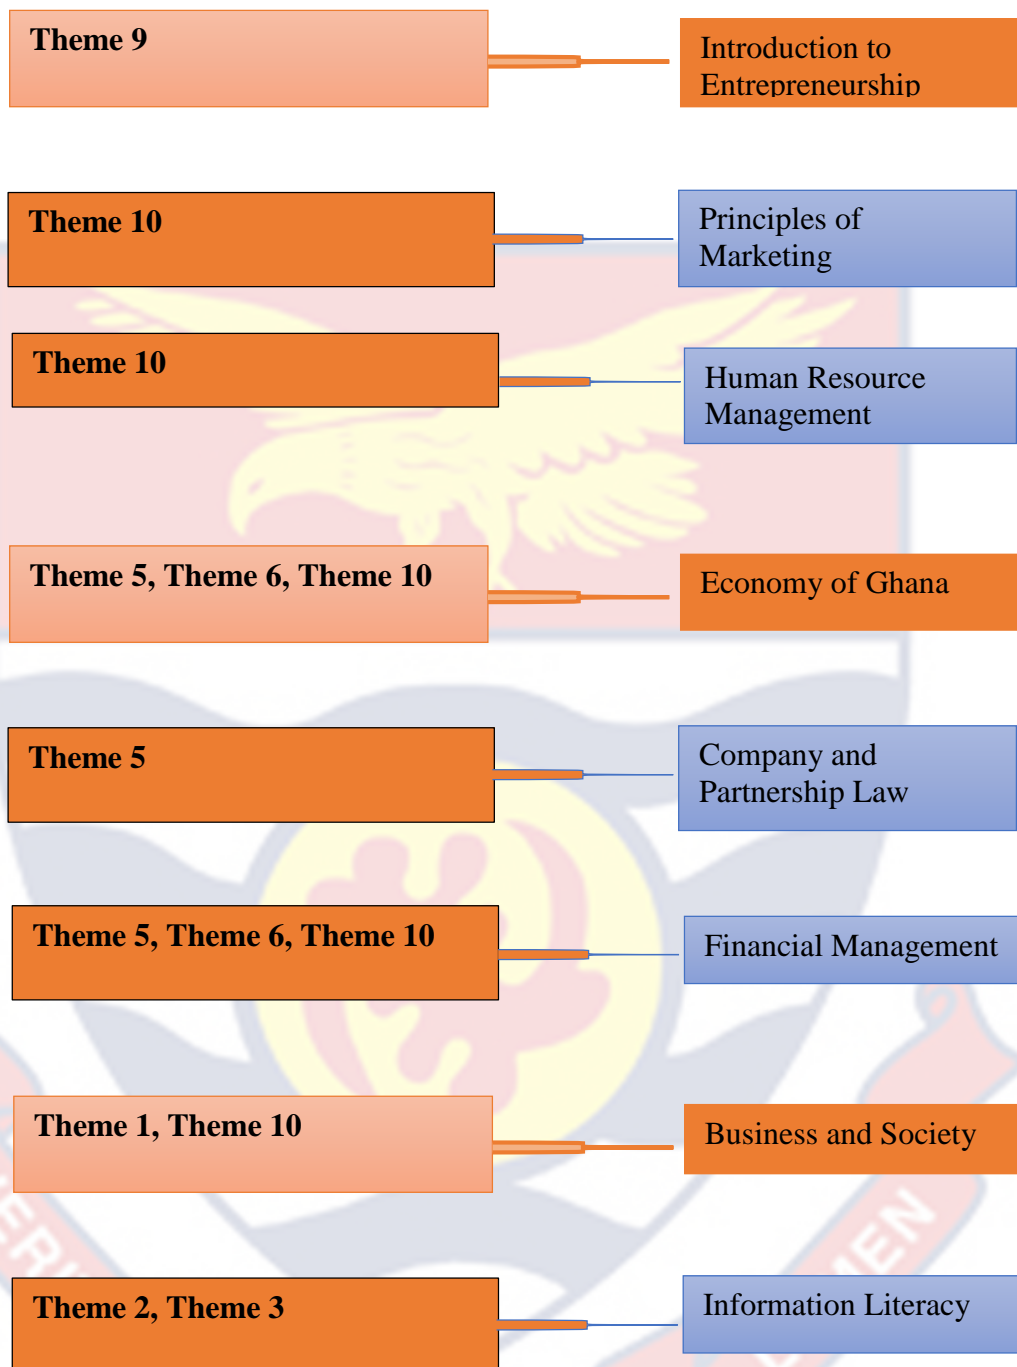 Theme 9
Introduction to
Entrepreneurship
Theme 10
Principles of
Marketing
Theme 10
Human Resource
Management
Theme 5, Theme 6, Theme 10
Economy of Ghana
Theme 5
Company and
Partnership Law
Theme 5, Theme 6, Theme 10
Financial Management
Theme 1, Theme 10
Business and Society
Theme 2, Theme 3
Information Literacy